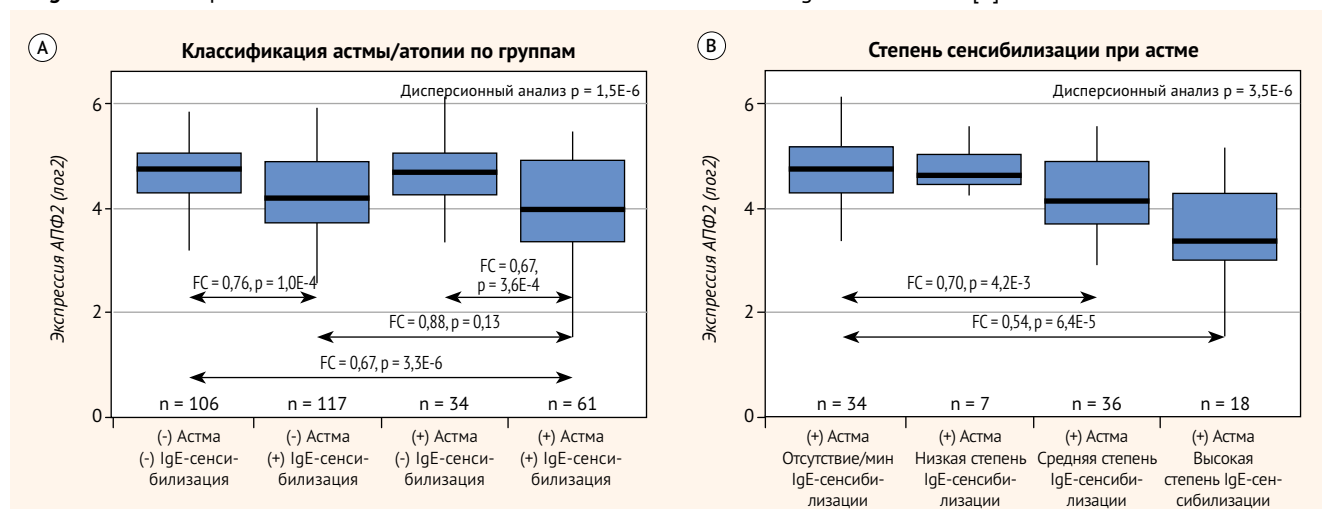 A
Классификация астмы/атопии по группам
Дисперсионный анализ p = 1,5E-6
Экспрессия АПФ2 (лог2)
6
4
2
0
FC = 0,76, p = 1,0E-4
FC = 0,67,
p = 3,6E-4
FC = 0,88, p = 0,13
FC = 0,67, p = 3,3E-6
n = 106
n = 117
n = 34
n = 61
(-) Астма
(-) IgE-сенси-
билизация
(-) Астма
(+) IgE-сенси-
билизация
(+) Астма
(-) IgE-сенси-
билизация
(+) Астма
(+) IgE-сенси-
билизация
B
Степень сенсибилизации при астме
Дисперсионный анализ p = 3,5E-6
Экспрессия АПФ2 (лог2)
6
4
2
0
FC = 0,70, p = 4,2E-3
FC = 0,54, p = 6,4E-5
n = 34
n = 7
n = 36
n = 18
(+) Астма
Отсутствие/мин
IgE-сенсиби-
лизации
(+) Астма
Низкая степень
IgE-сенсиби-
лизации
(+) Астма
Средняя степень
IgE-сенсиби-
лизации
(+) Астма
Высокая
степень IgE-сен-
сибилизации